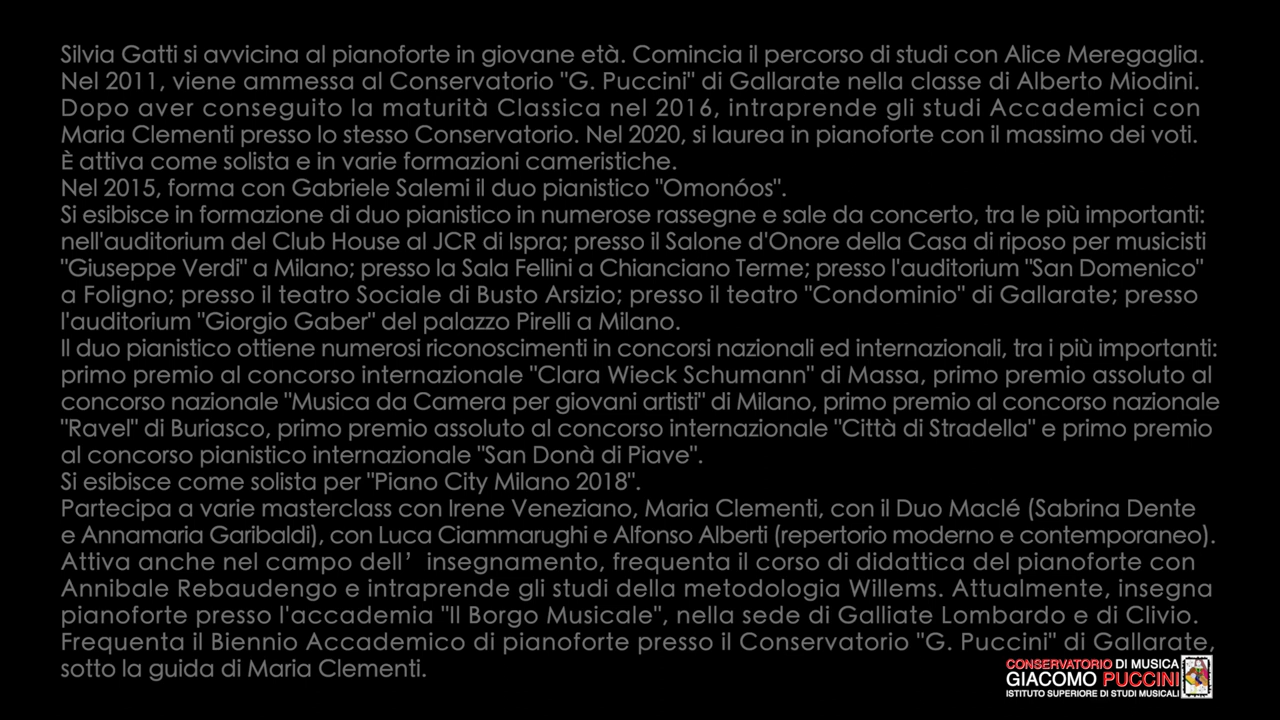 Silvia Gatti si avvicina al pianoforte in giovane età. Comincia il percorso di studi con Alice Meregaglia.
Nel 2011, viene ammessa al Conservatorio "G. Puccini" di Gallarate nella classe di Alberto Miodini.
Dopo aver conseguito la maturità Classica nel 2016, intraprende gli studi Accademici con
Maria Clementi presso lo stesso Conservatorio. Nel 2020, si laurea in pianoforte con il massimo dei voti.
È attiva come solista e in varie formazioni cameristiche.
Nel 2015, forma con Gabriele Salemi il duo pianistico "Omonóos".
Si esibisce in formazione di duo pianistico in numerose rassegne e sale da concerto, tra le più importanti:
nell'auditorium del Club House al JCR di Ispra; presso il Salone d'Onore della Casa di riposo per musicisti
"Giuseppe Verdi" a Milano; presso la Sala Fellini a Chianciano Terme; presso l'auditorium "San Domenico"
a Foligno; presso il teatro Sociale di Busto Arsizio; presso il teatro "Condominio" di Gallarate; presso
l'auditorium "Giorgio Gaber" del palazzo Pirelli a Milano.
Il duo pianistico ottiene numerosi riconoscimenti in concorsi nazionali ed internazionali, tra i più importanti:
primo premio al concorso internazionale "Clara Wieck Schumann" di Massa, primo premio assoluto al
concorso nazionale "Musica da Camera per giovani artisti" di Milano, primo premio al concorso nazionale
"Ravel" di Buriasco, primo premio assoluto al concorso internazionale "Città di Stradella" e primo premio
al concorso pianistico internazionale "San Donà di Piave".
Si esibisce come solista per "Piano City Milano 2018".
Partecipa a varie masterclass con Irene Veneziano, Maria Clementi, con il Duo Maclé (Sabrina Dente
e Annamaria Garibaldi), con Luca Ciammarughi e Alfonso Alberti (repertorio moderno e contemporaneo).
Attiva anche nel campo dell’ insegnamento, frequenta il corso di didattica del pianoforte con
Annibale Rebaudengo e intraprende gli studi della metodologia Willems. Attualmente, insegna
pianoforte presso l'accademia "Il Borgo Musicale", nella sede di Galliate Lombardo e di Clivio.
Frequenta il Biennio Accademico di pianoforte presso il Conservatorio "G. Puccini" di Gallarate,
sotto la guida di Maria Clementi.
CONSERVATORIO DI MUSICA
GIACOMO PUCCINI
ISTITUTO SUPERIORE DI STUDI MUSICALI